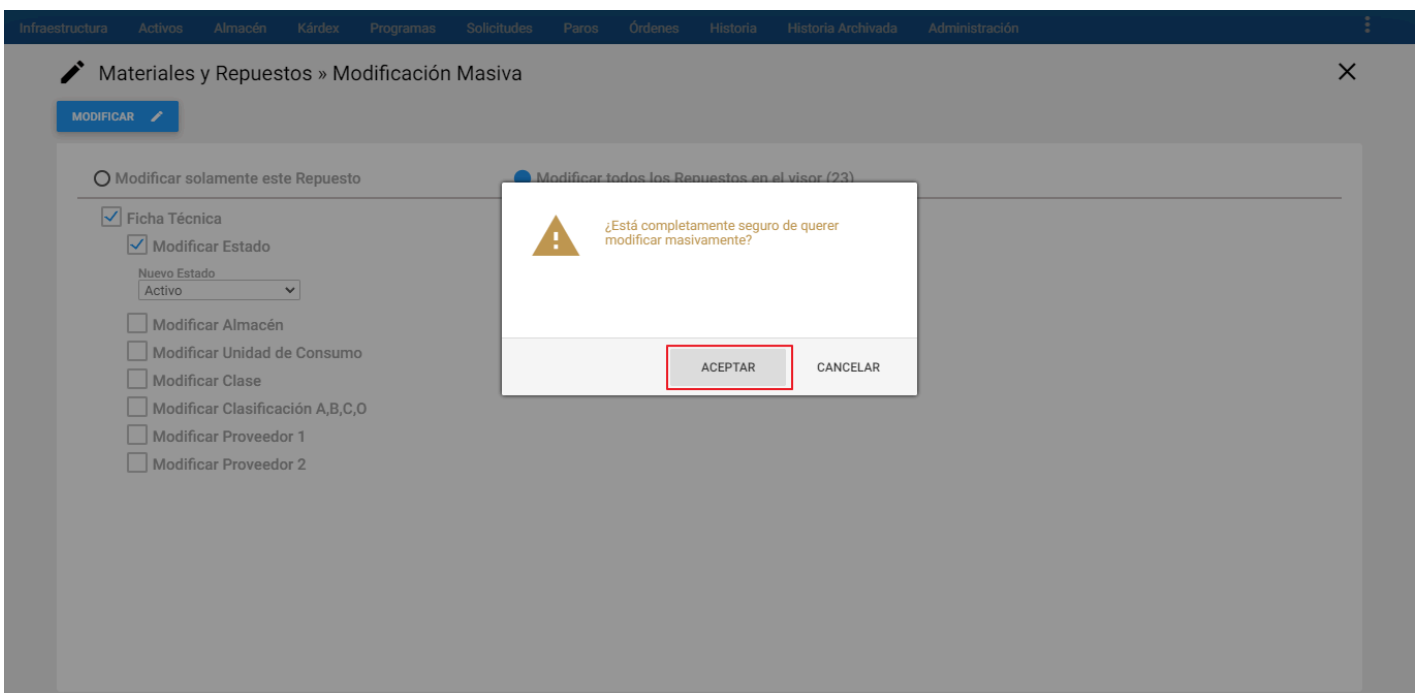 Infraestructura Activos Almacén Kárdex Programas Solicitudes Paros Órdenes Historia Historia Archivada Administración
Materiales y Repuestos » Modificación Masiva
MODIFICAR
Modificar solamente este Repuesto
Modificar todos los Repuestos en el visor (23)
Ficha Técnica
Modificar Estado
Nuevo Estado
Activo
Modificar Almacén
Modificar Unidad de Consumo
Modificar Clase
Modificar Clasificación A,B,C,O
Modificar Proveedor 1
Modificar Proveedor 2
¿Está completamente seguro de querer
modificar masivamente?
ACEPTAR CANCELAR